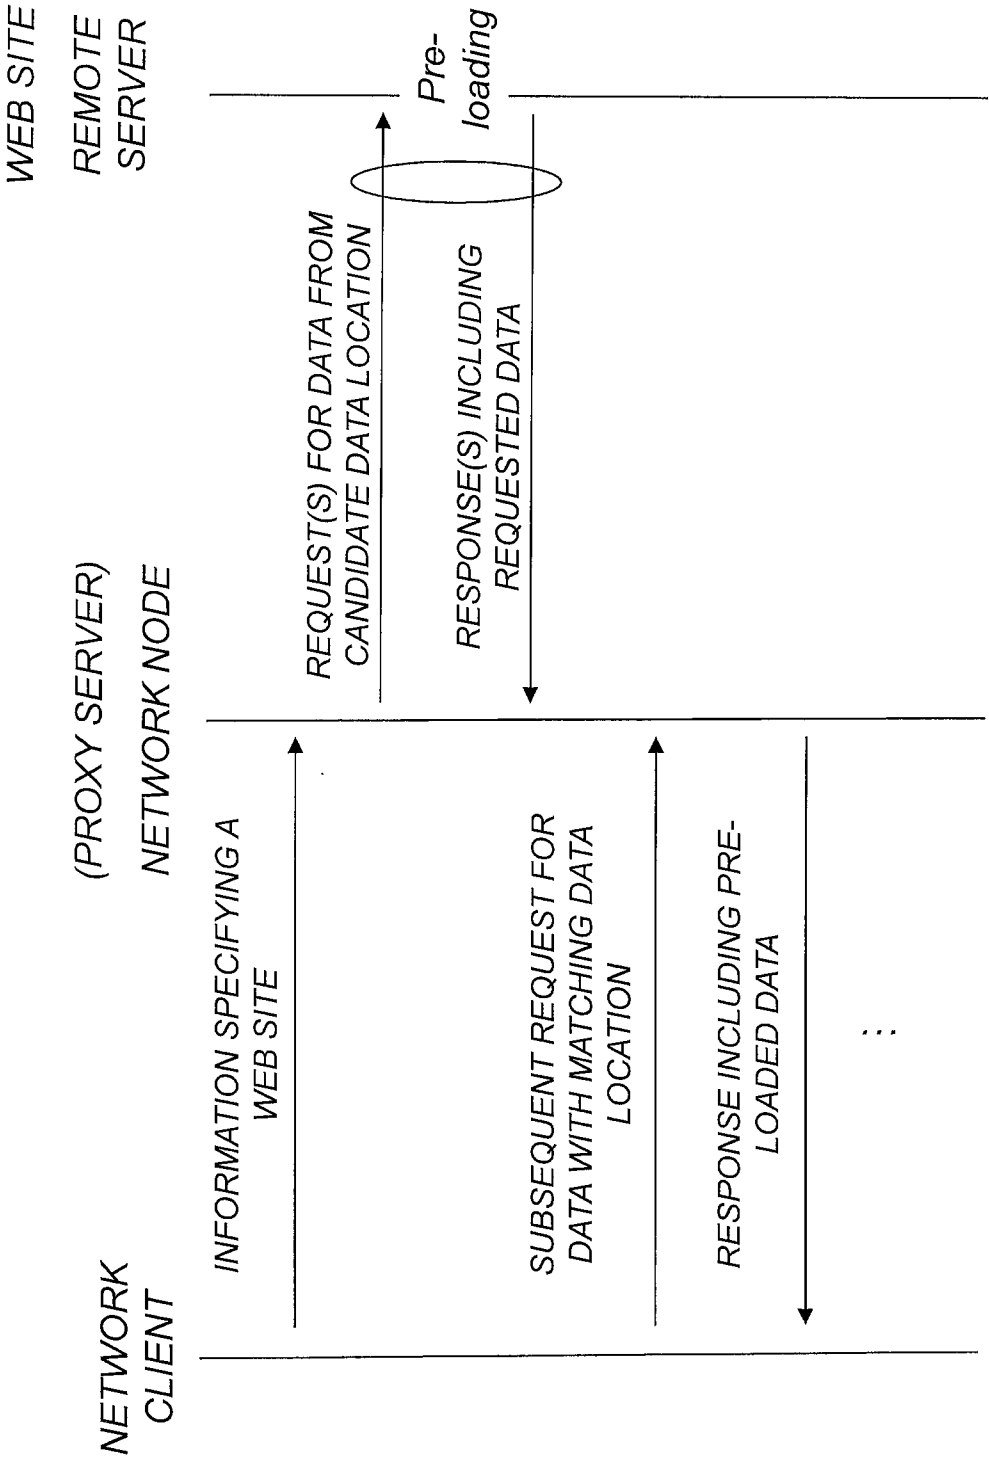 NETWORK
CLIENT
(PROXY SERVER)
NETWORK NODE
WEB SITE
REMOTE
SERVER
INFORMATION SPECIFYING A
WEB SITE
REQUEST(S) FOR DATA FROM
CANDIDATE DATA LOCATION
Pre-
loading
RESPONSE(S) INCLUDING
REQUESTED DATA
SUBSEQUENT REQUEST FOR
DATA WITH MATCHING DATA
LOCATION
RESPONSE INCLUDING PRE-
LOADED DATA
...